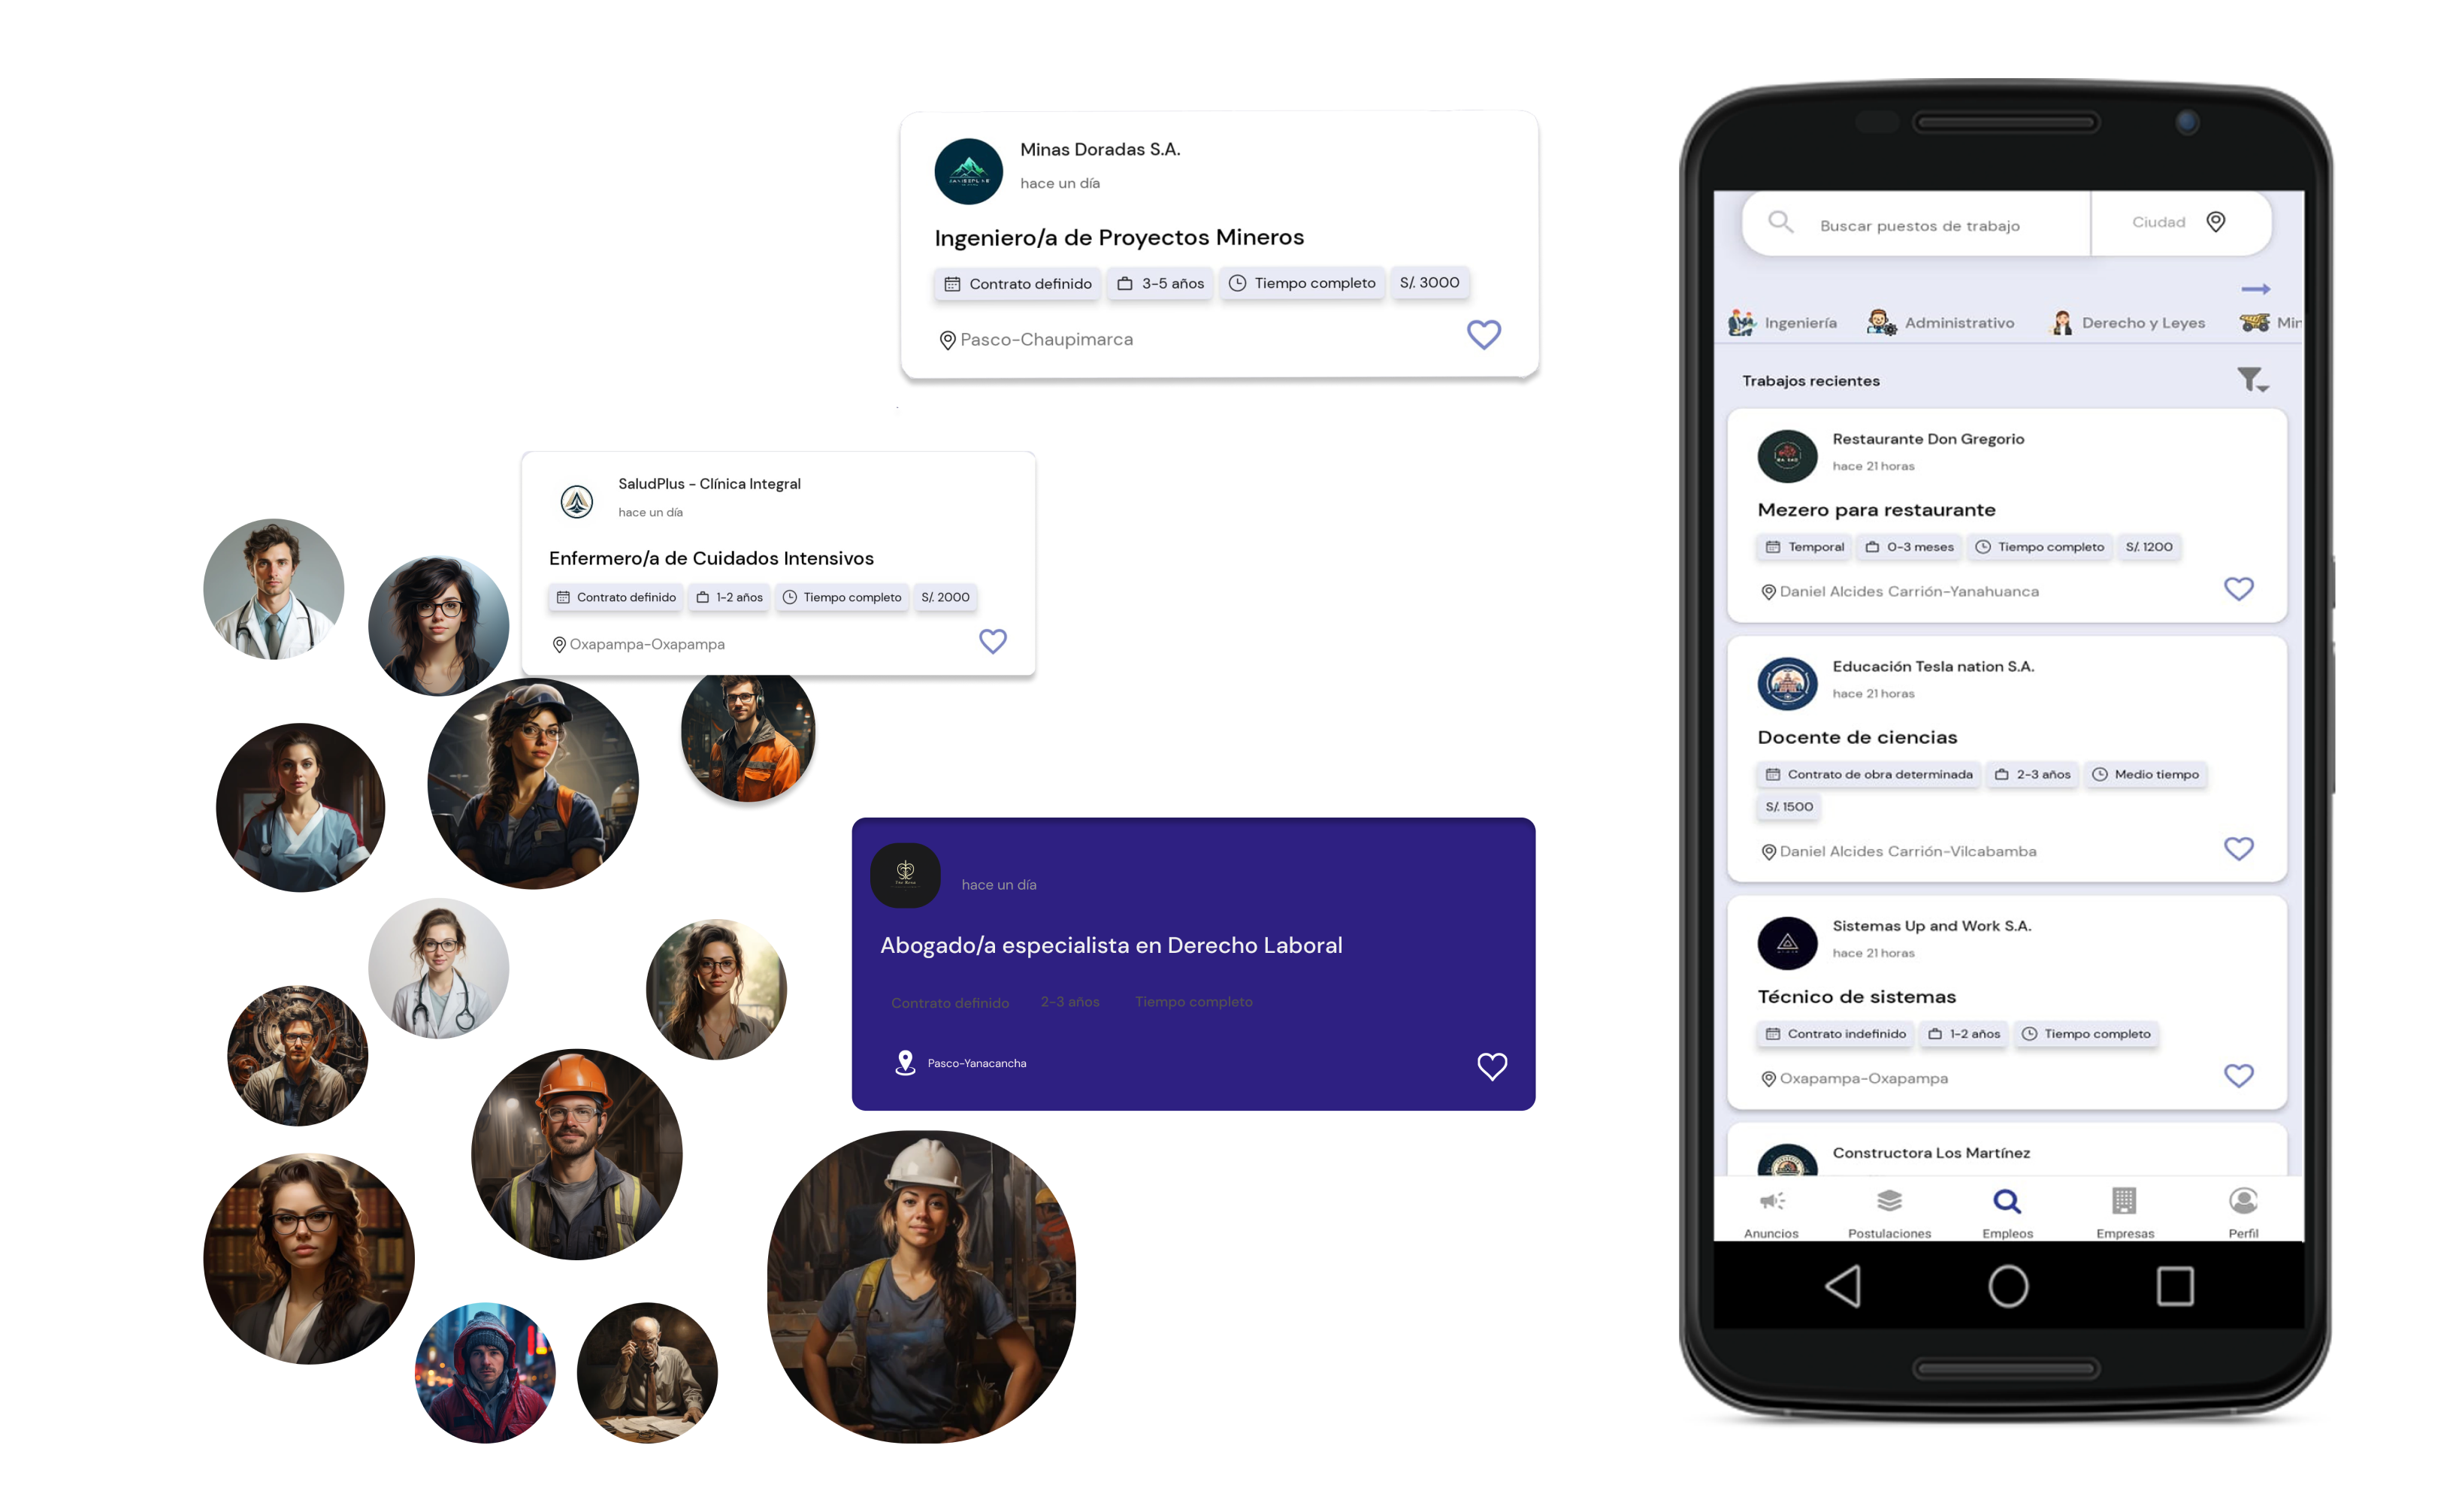 Minas Doradas S.A.
hace un día
Ingeniero/a de Proyectos Mineros
Contrato definido 3-5 años Tiempo completo S/. 3000
Pasco-Chaupimarca
SaludPlus - Clínica Integral
hace un día
Enfermero/a de Cuidados Intensivos
Contrato definido 1-2 años Tiempo completo S/. 2000
Oxapampa-Oxapampa
hace un día
Abogado/a especialista en Derecho Laboral
Contrato definido 2-3 años Tiempo completo
Pasco-Yanacancha
Buscar puestos de trabajo Ciudad
Ingeniería Administrativo Derecho y Leyes Min
Trabajos recientes
Restaurante Don Gregorio
hace 21 horas
Mezero para restaurante
Temporal 0-3 meses Tiempo completo S/. 1200
Daniel Alcides Carrión-Yanahuanca
Educación Tesla nation S.A.
hace 21 horas
Docente de ciencias
Contrato de obra determinada 2-3 años Medio tiempo
S/. 1500
Daniel Alcides Carrión-Vilcabamba
Sistemas Up and Work S.A.
hace 21 horas
Técnico de sistemas
Contrato indefinido 1-2 años Tiempo completo
Oxapampa-Oxapampa
Constructora Los Martínez
Anuncios Postulaciones Empleos Empresas Perfil